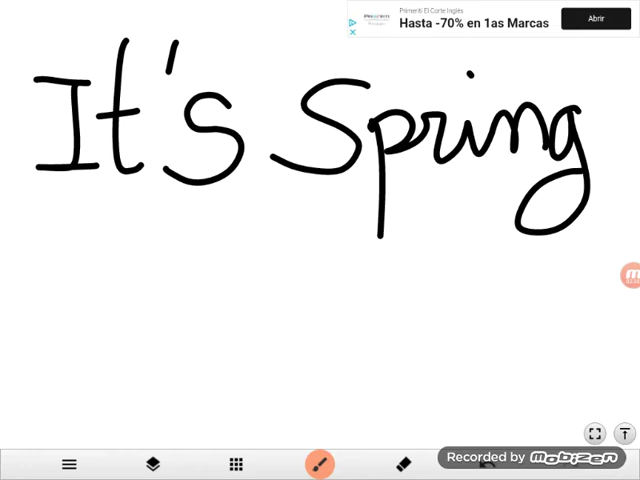 Primeriti El Corte Inglés
Hasta -70% en 1as Marcas
Abrir
It's Spring
Recorded by Mobizen